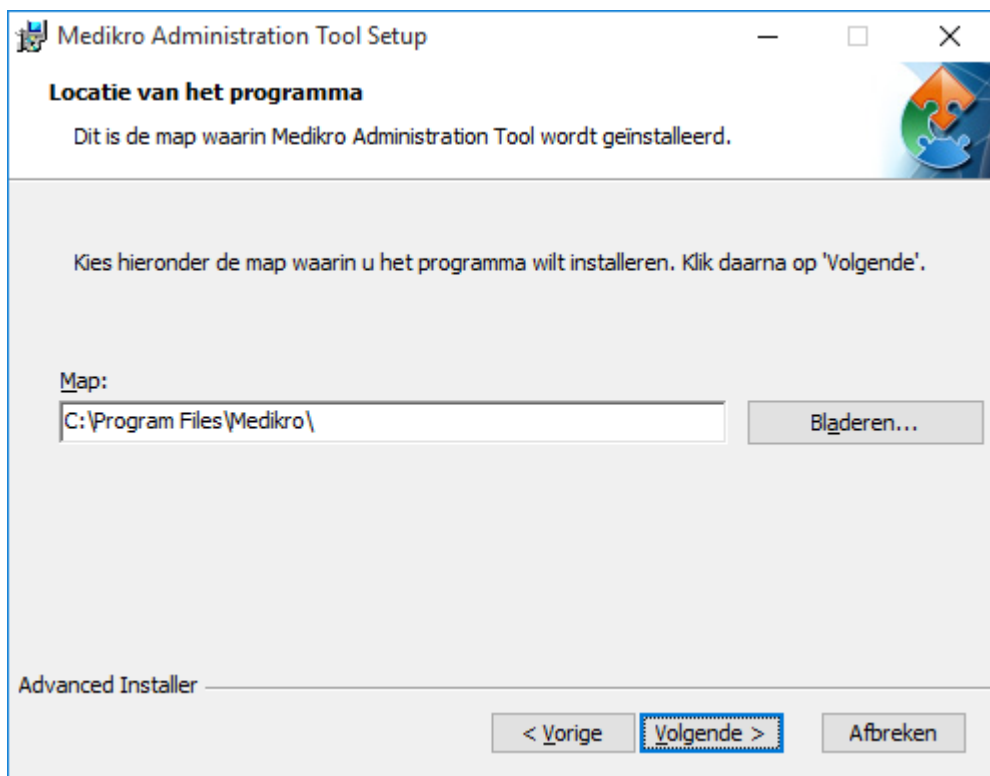 Medikro Administration Tool Setup
Locatie van het programma
Dit is de map waarin Medikro Administration Tool wordt geïnstalleerd.
Kies hieronder de map waarin u het programma wilt installeren. Klik daarna op 'Volgende'.
Map:
C:\Program Files\Medikro\
Bladeren...
Advanced Installer
< Vorige
Volgende >
Afbreken